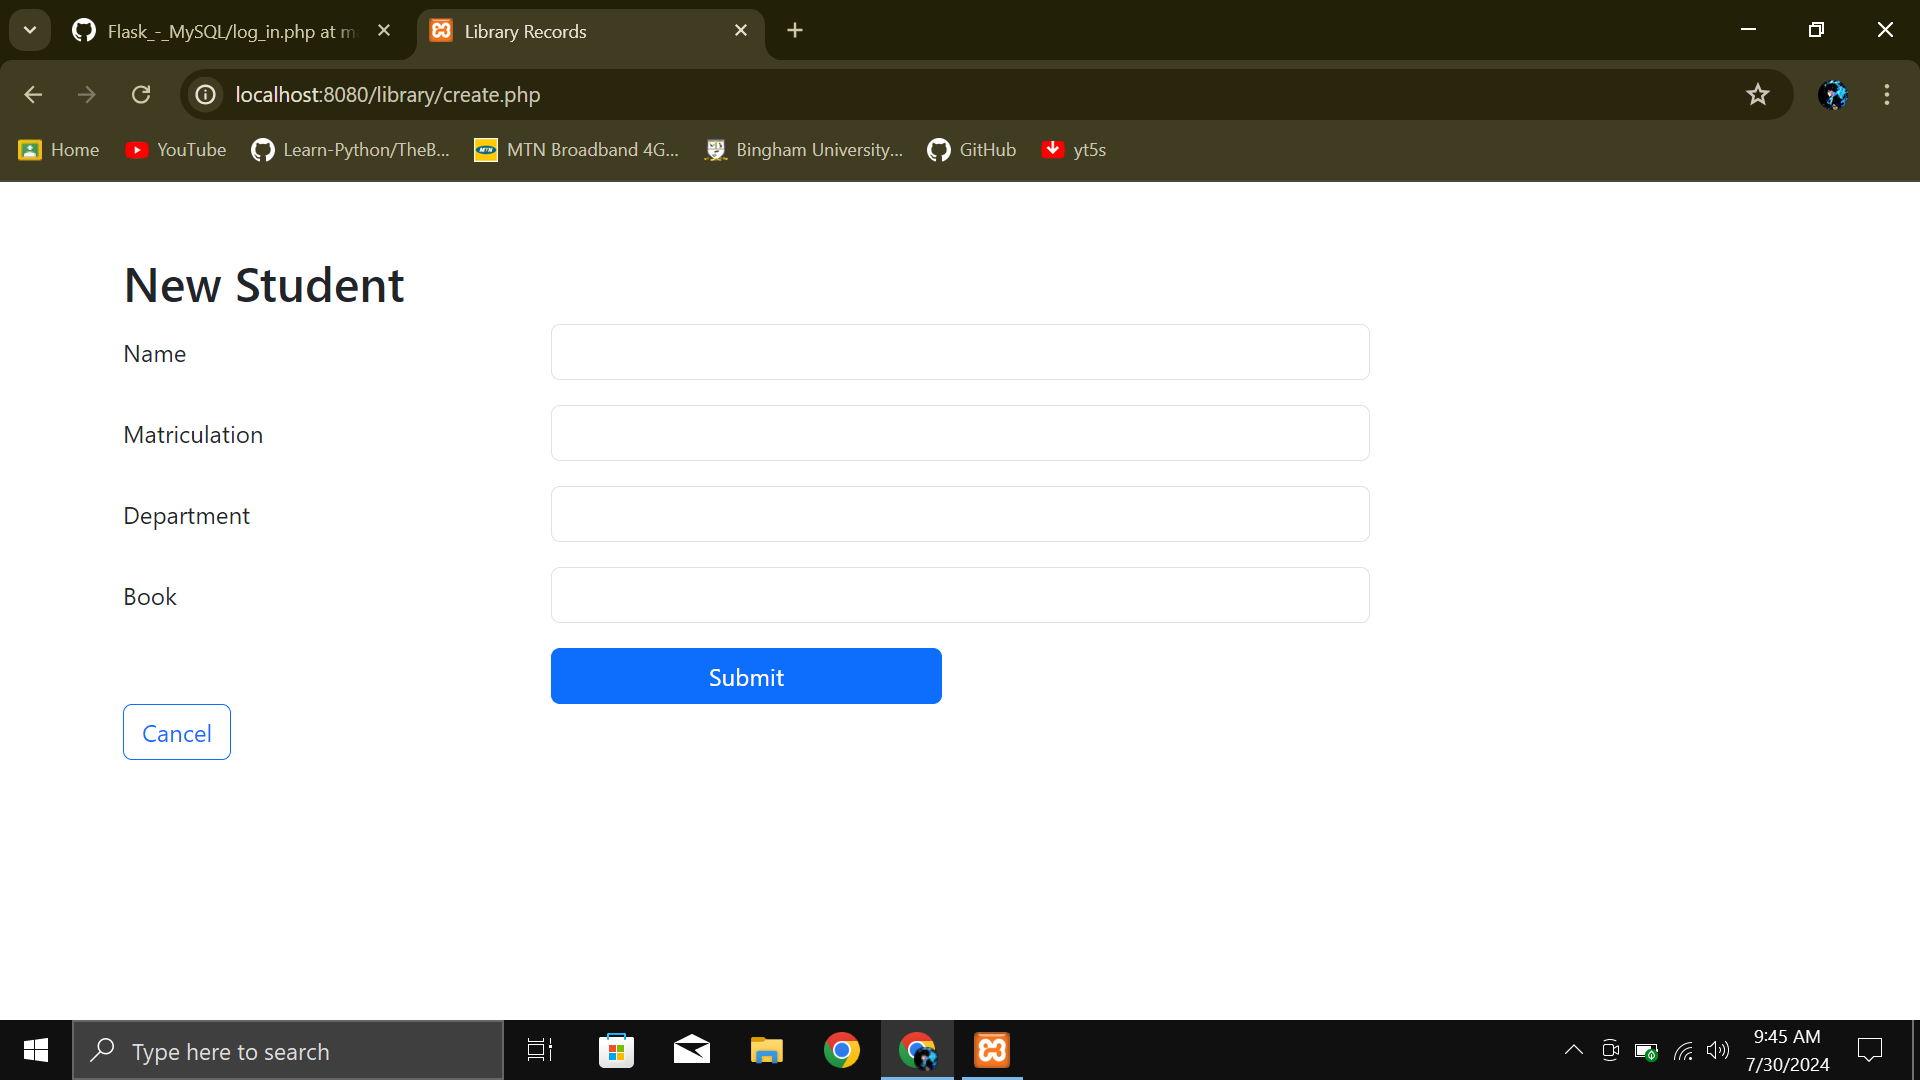 Flask_-_MySQL/log_in.php at m
Library Records
localhost:8080/library/create.php
Home
YouTube
Learn-Python/TheB...
MTN Broadband 4G...
Bingham University...
GitHub
yt5s
New Student
Name
Matriculation
Department
Book
Submit
Cancel
Type here to search
9:45 AM
7/30/2024